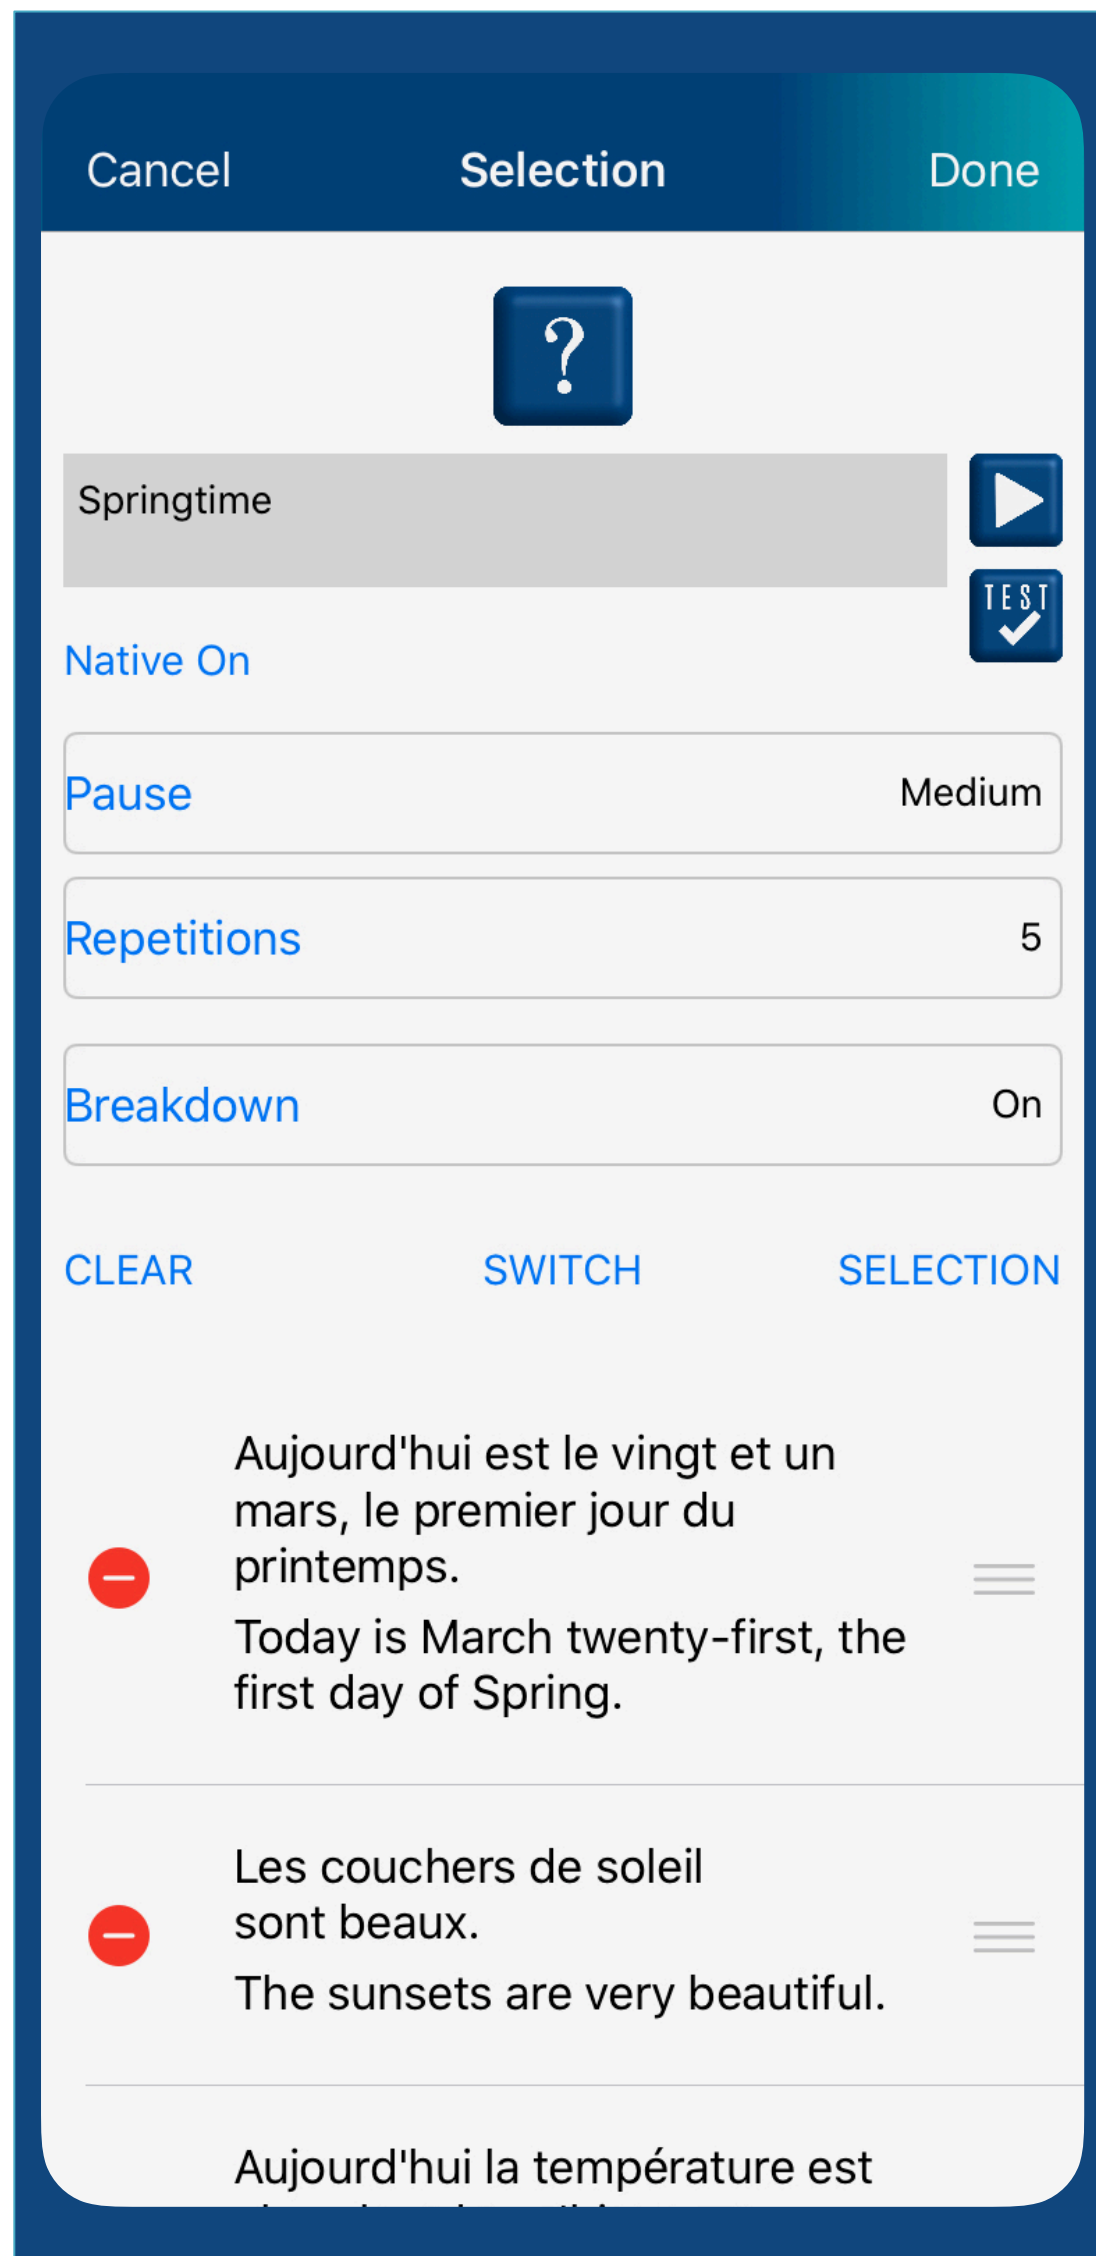 Cancel Selection Done
?
Springtime
TEST
Native On
Pause Medium
Repetitions 5
Breakdown On
CLEAR SWITCH SELECTION
Aujourd'hui est le vingt et un
mars, le premier jour du
printemps.
Today is March twenty-first, the
first day of Spring.
Les couchers de soleil
sont beaux.
The sunsets are very beautiful.
Aujourd'hui la température est